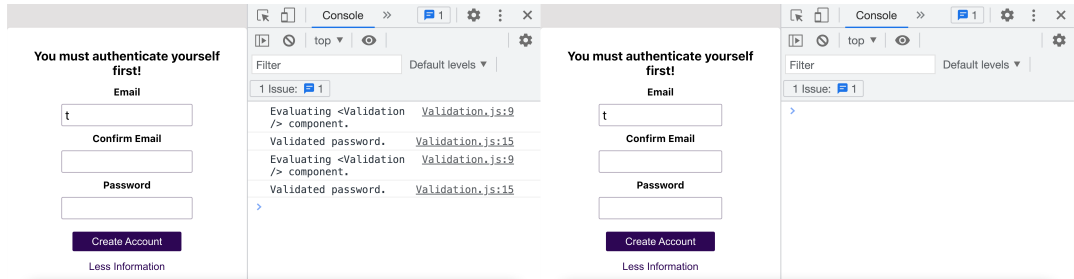 You must authenticate yourself
first!
Email
t
Confirm Email
Password
Create Account
Less Information
Console » 1
top ▼
Filter Default levels ▼
1 Issue: 1
Evaluating <Validation Validation.js:9
/> component.
Validated password. Validation.js:15
Evaluating <Validation Validation.js:9
/> component.
Validated password. Validation.js:15
>
You must authenticate yourself
first!
Email
t
Confirm Email
Password
Create Account
Less Information
Console » 1
top ▼
Filter Default levels ▼
1 Issue: 1
>